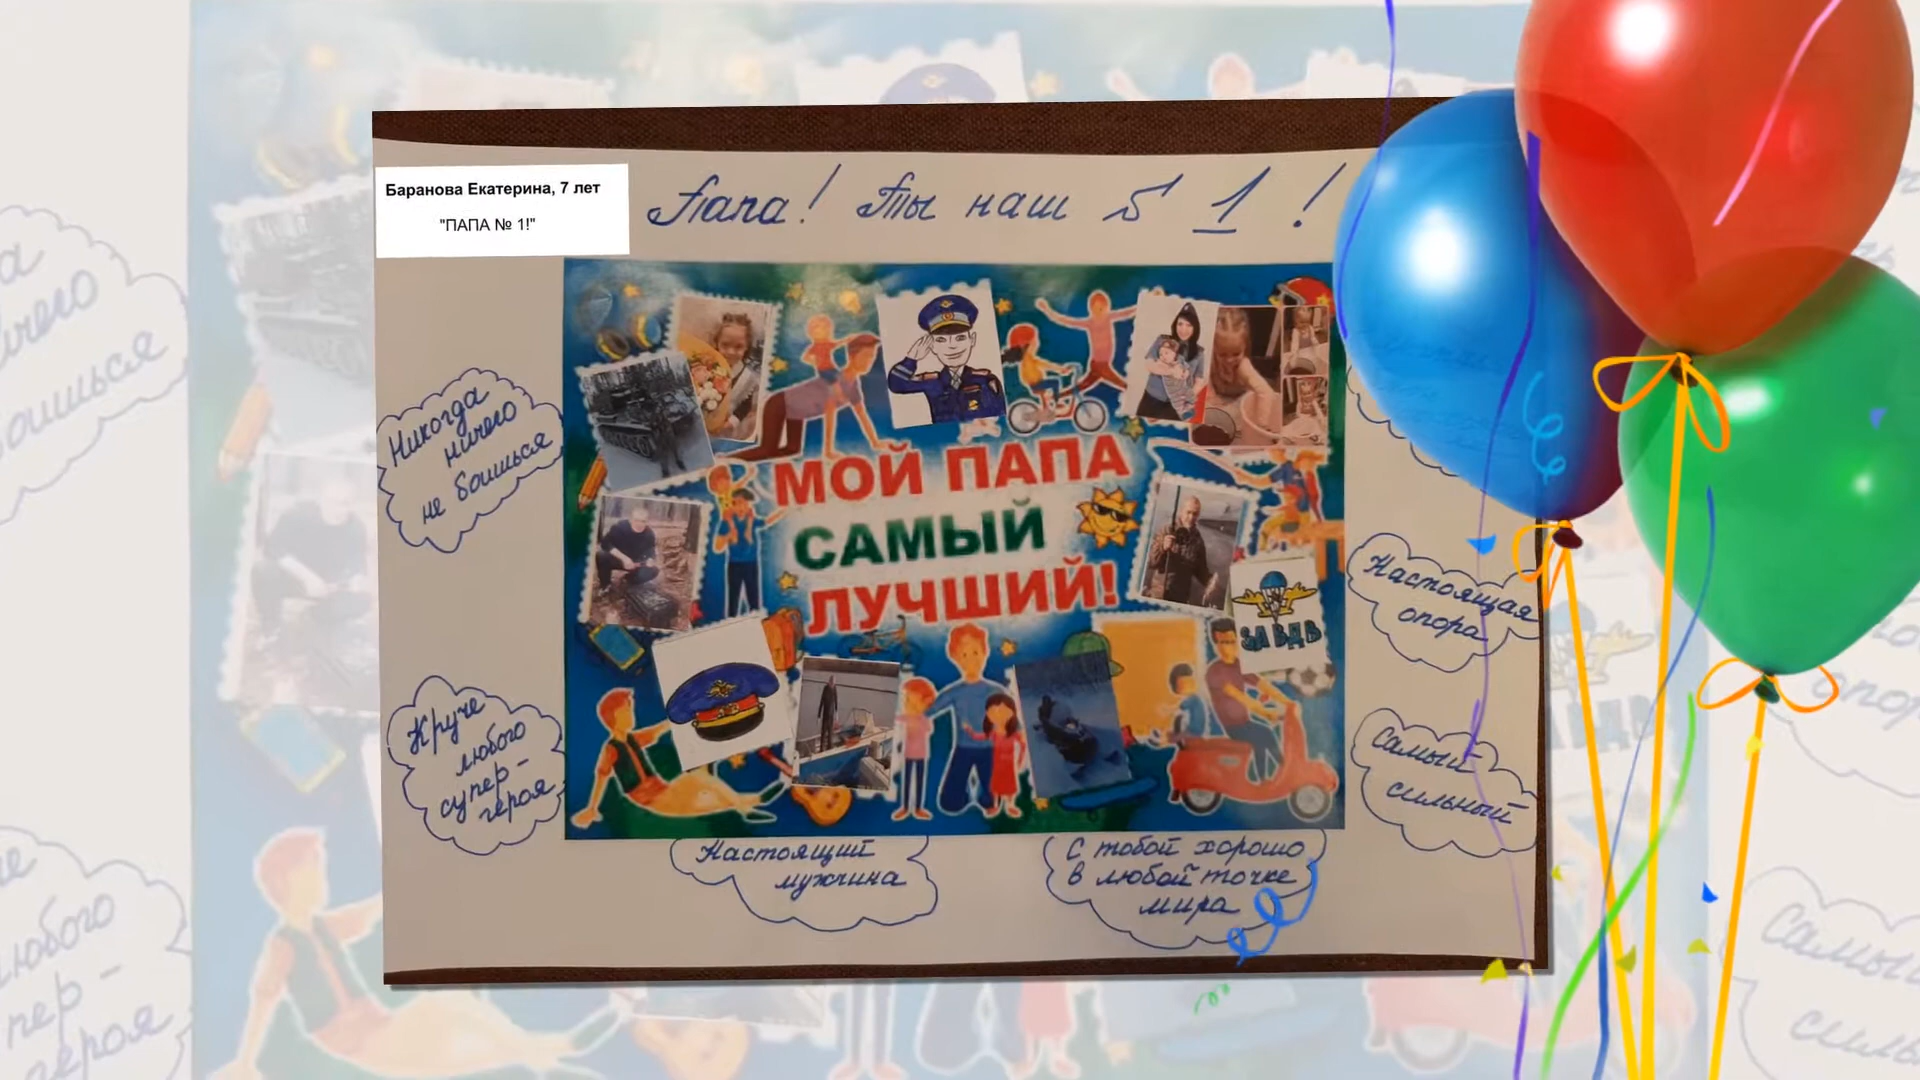 Баранова Екатерина, 7 лет
"ПАПА № 1!"
Папа! Ты наш № 1!
Никогда
ничего
не боишься
МОЙ ПАПА
САМЫЙ
ЛУЧШИЙ!
ЗА ВДВ
Настоящая
опора
Круче
любого
супер-
героя
Самый
сильный
Настоящий
мужчина
С тобой хорошо
в любой точке
мира